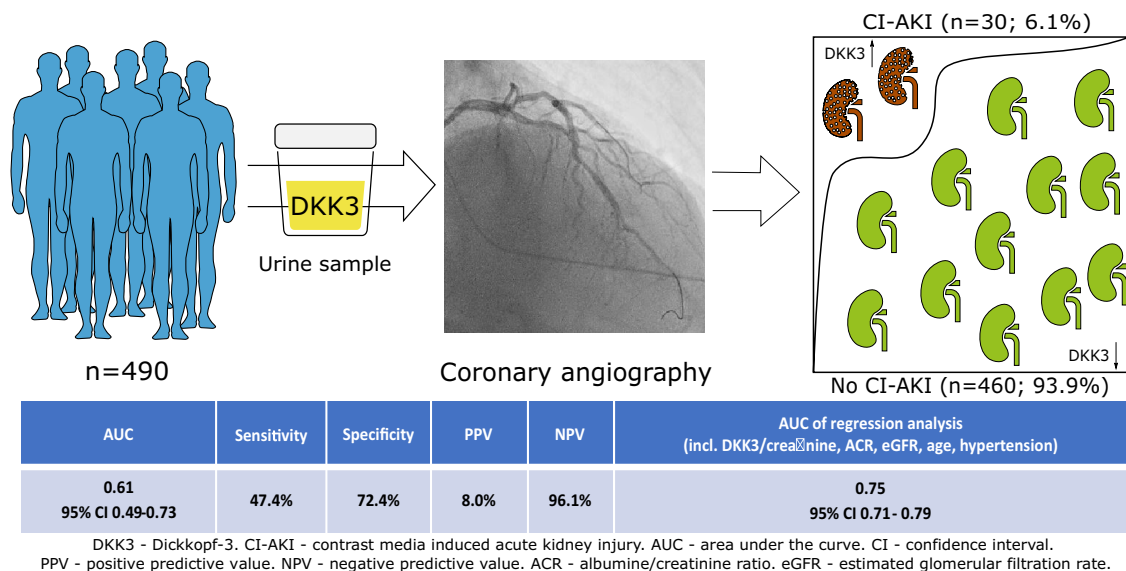 CI-AKI (n=30; 6.1%)
DKK3
DKK3
Urine sample
n=490
Coronary angiography
DKK3
No CI-AKI (n=460; 93.9%)
AUC
Sensitivity
Specificity
PPV
NPV
AUC of regression analysis
(incl. DKK3/crea☒nine, ACR, eGFR, age, hypertension)
0.61
95% CI 0.49-0.73
47.4%
72.4%
8.0%
96.1%
0.75
95% CI 0.71 - 0.79
DKK3 - Dickkopf-3. CI-AKI - contrast media induced acute kidney injury. AUC - area under the curve. CI - confidence interval.
PPV - positive predictive value. NPV - negative predictive value. ACR - albumine/creatinine ratio. eGFR - estimated glomerular filtration rate.